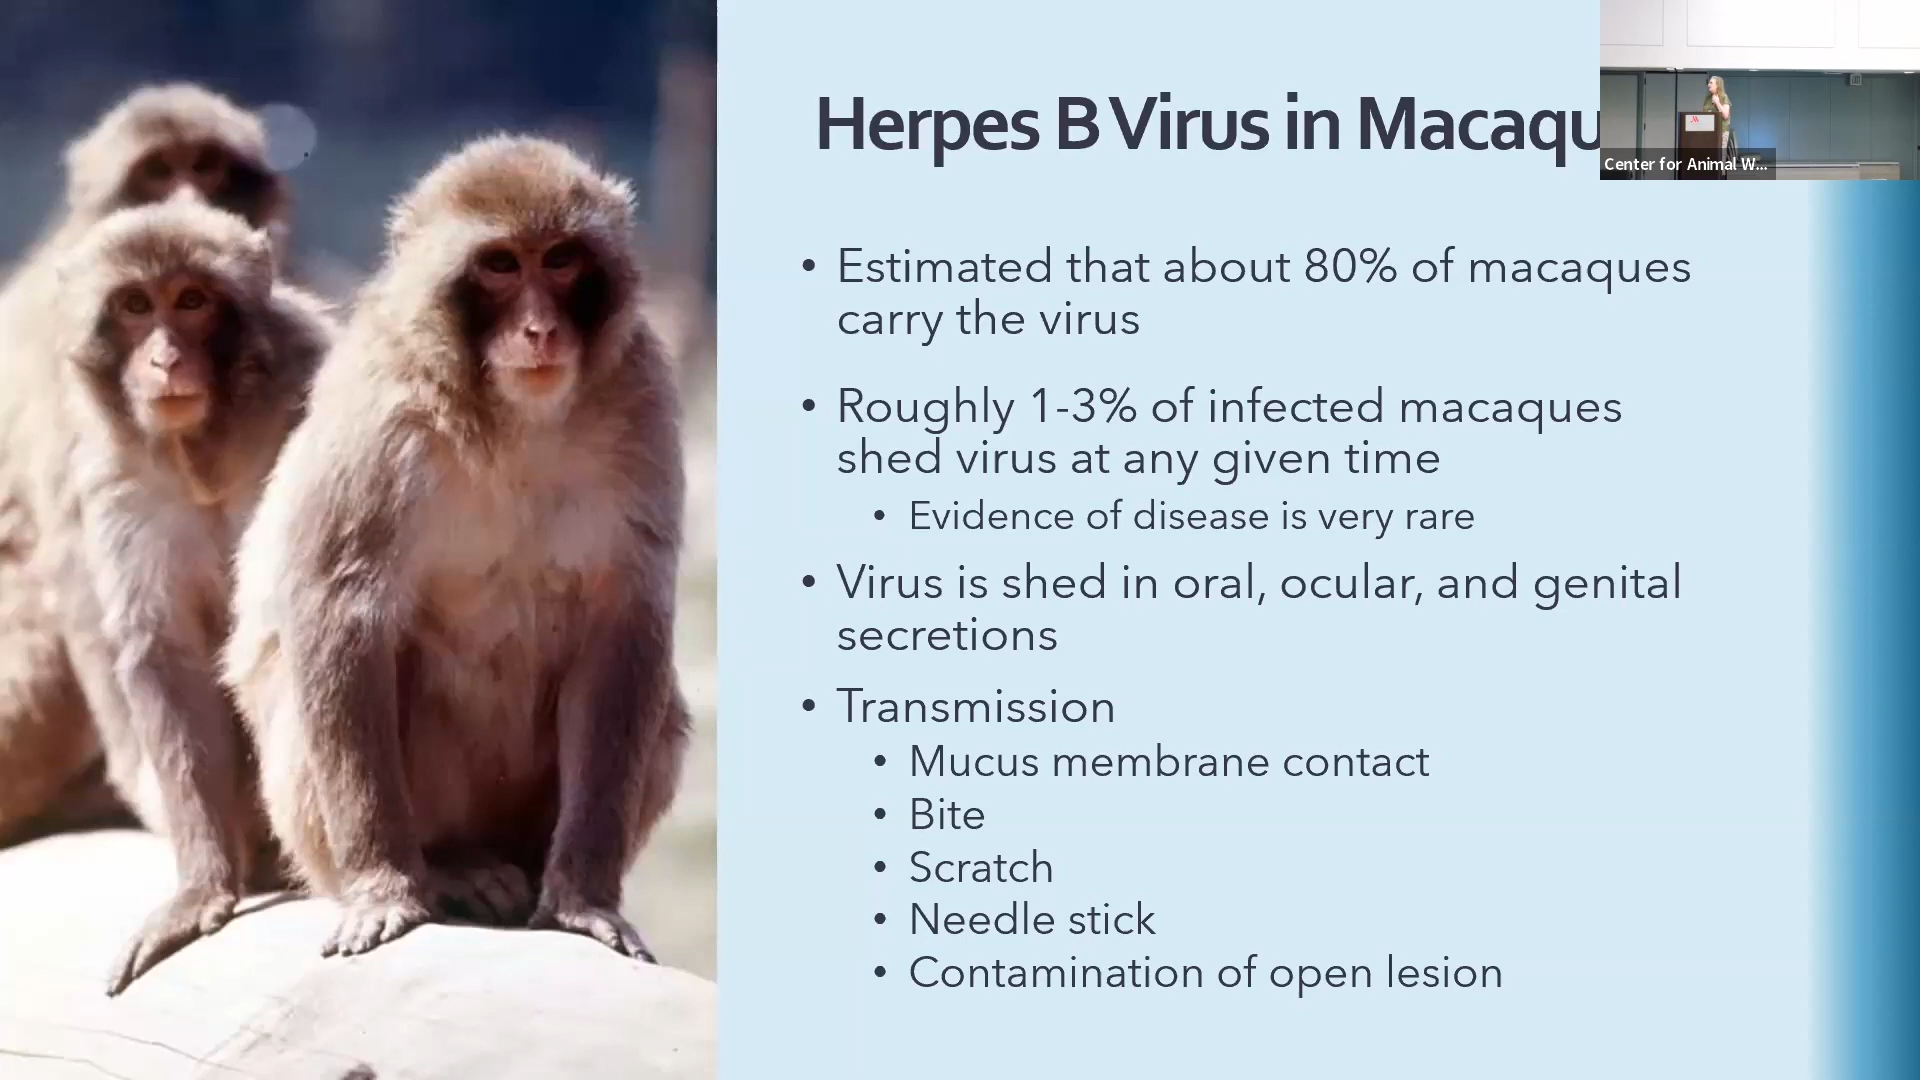 Herpes B Virus in Macaqu
Center for Animal W...
• Estimated that about 80% of macaques
carry the virus
• Roughly 1-3% of infected macaques
shed virus at any given time
• Evidence of disease is very rare
• Virus is shed in oral, ocular, and genital
secretions
• Transmission
• Mucus membrane contact
• Bite
• Scratch
• Needle stick
• Contamination of open lesion